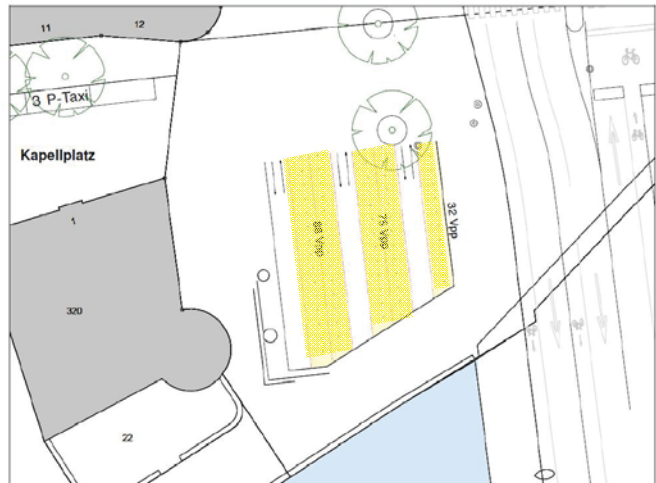 11
12
3 P-Taxi
Kapellplatz
1
320
22
88 Vpp
75 Vpp
32 Vpp